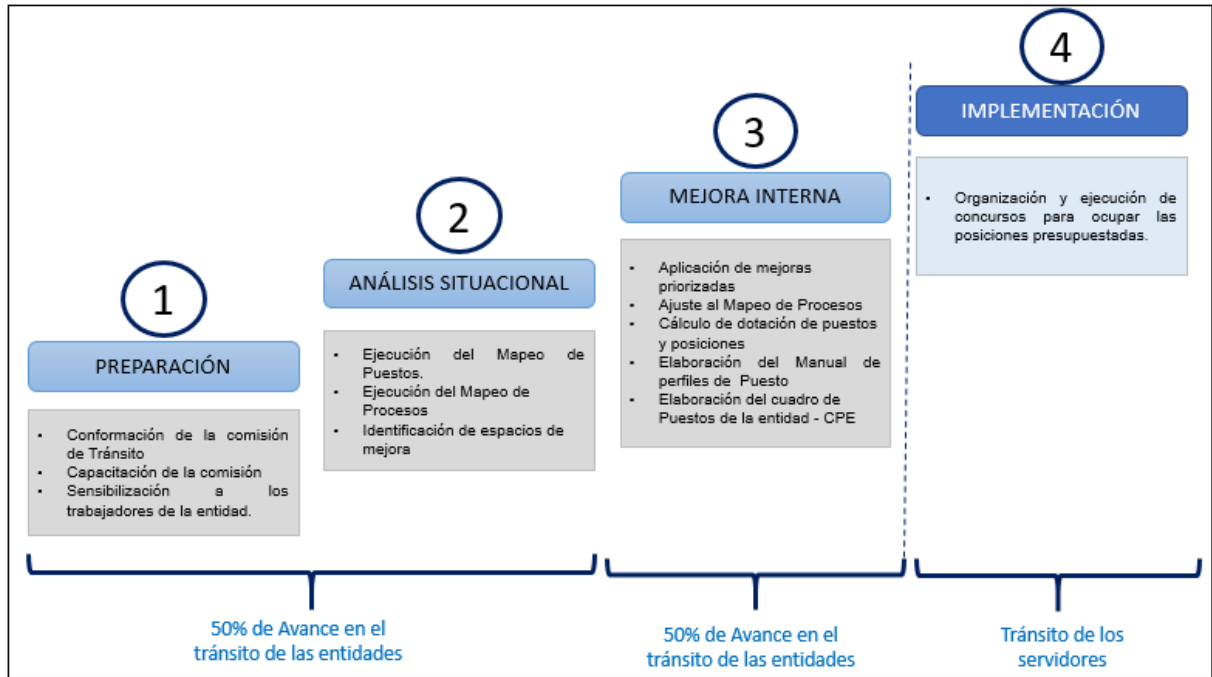 1
PREPARACIÓN
• Conformación de la comisión
de Tránsito
• Capacitación de la comisión
• Sensibilización a los
trabajadores de la entidad.
2
ANÁLISIS SITUACIONAL
• Ejecución del Mapeo de
Puestos.
• Ejecución del Mapeo de
Procesos
• Identificación de espacios de
mejora
3
MEJORA INTERNA
• Aplicación de mejoras
priorizadas
• Ajuste al Mapeo de Procesos
• Cálculo de dotación de puestos
y posiciones
• Elaboración del Manual de
perfiles de Puesto
• Elaboración del cuadro de
Puestos de la entidad - CPE
4
IMPLEMENTACIÓN
• Organización y ejecución de
concursos para ocupar las
posiciones presupuestadas.
50% de Avance en el
tránsito de las entidades
50% de Avance en el
tránsito de las entidades
Tránsito de los
servidores